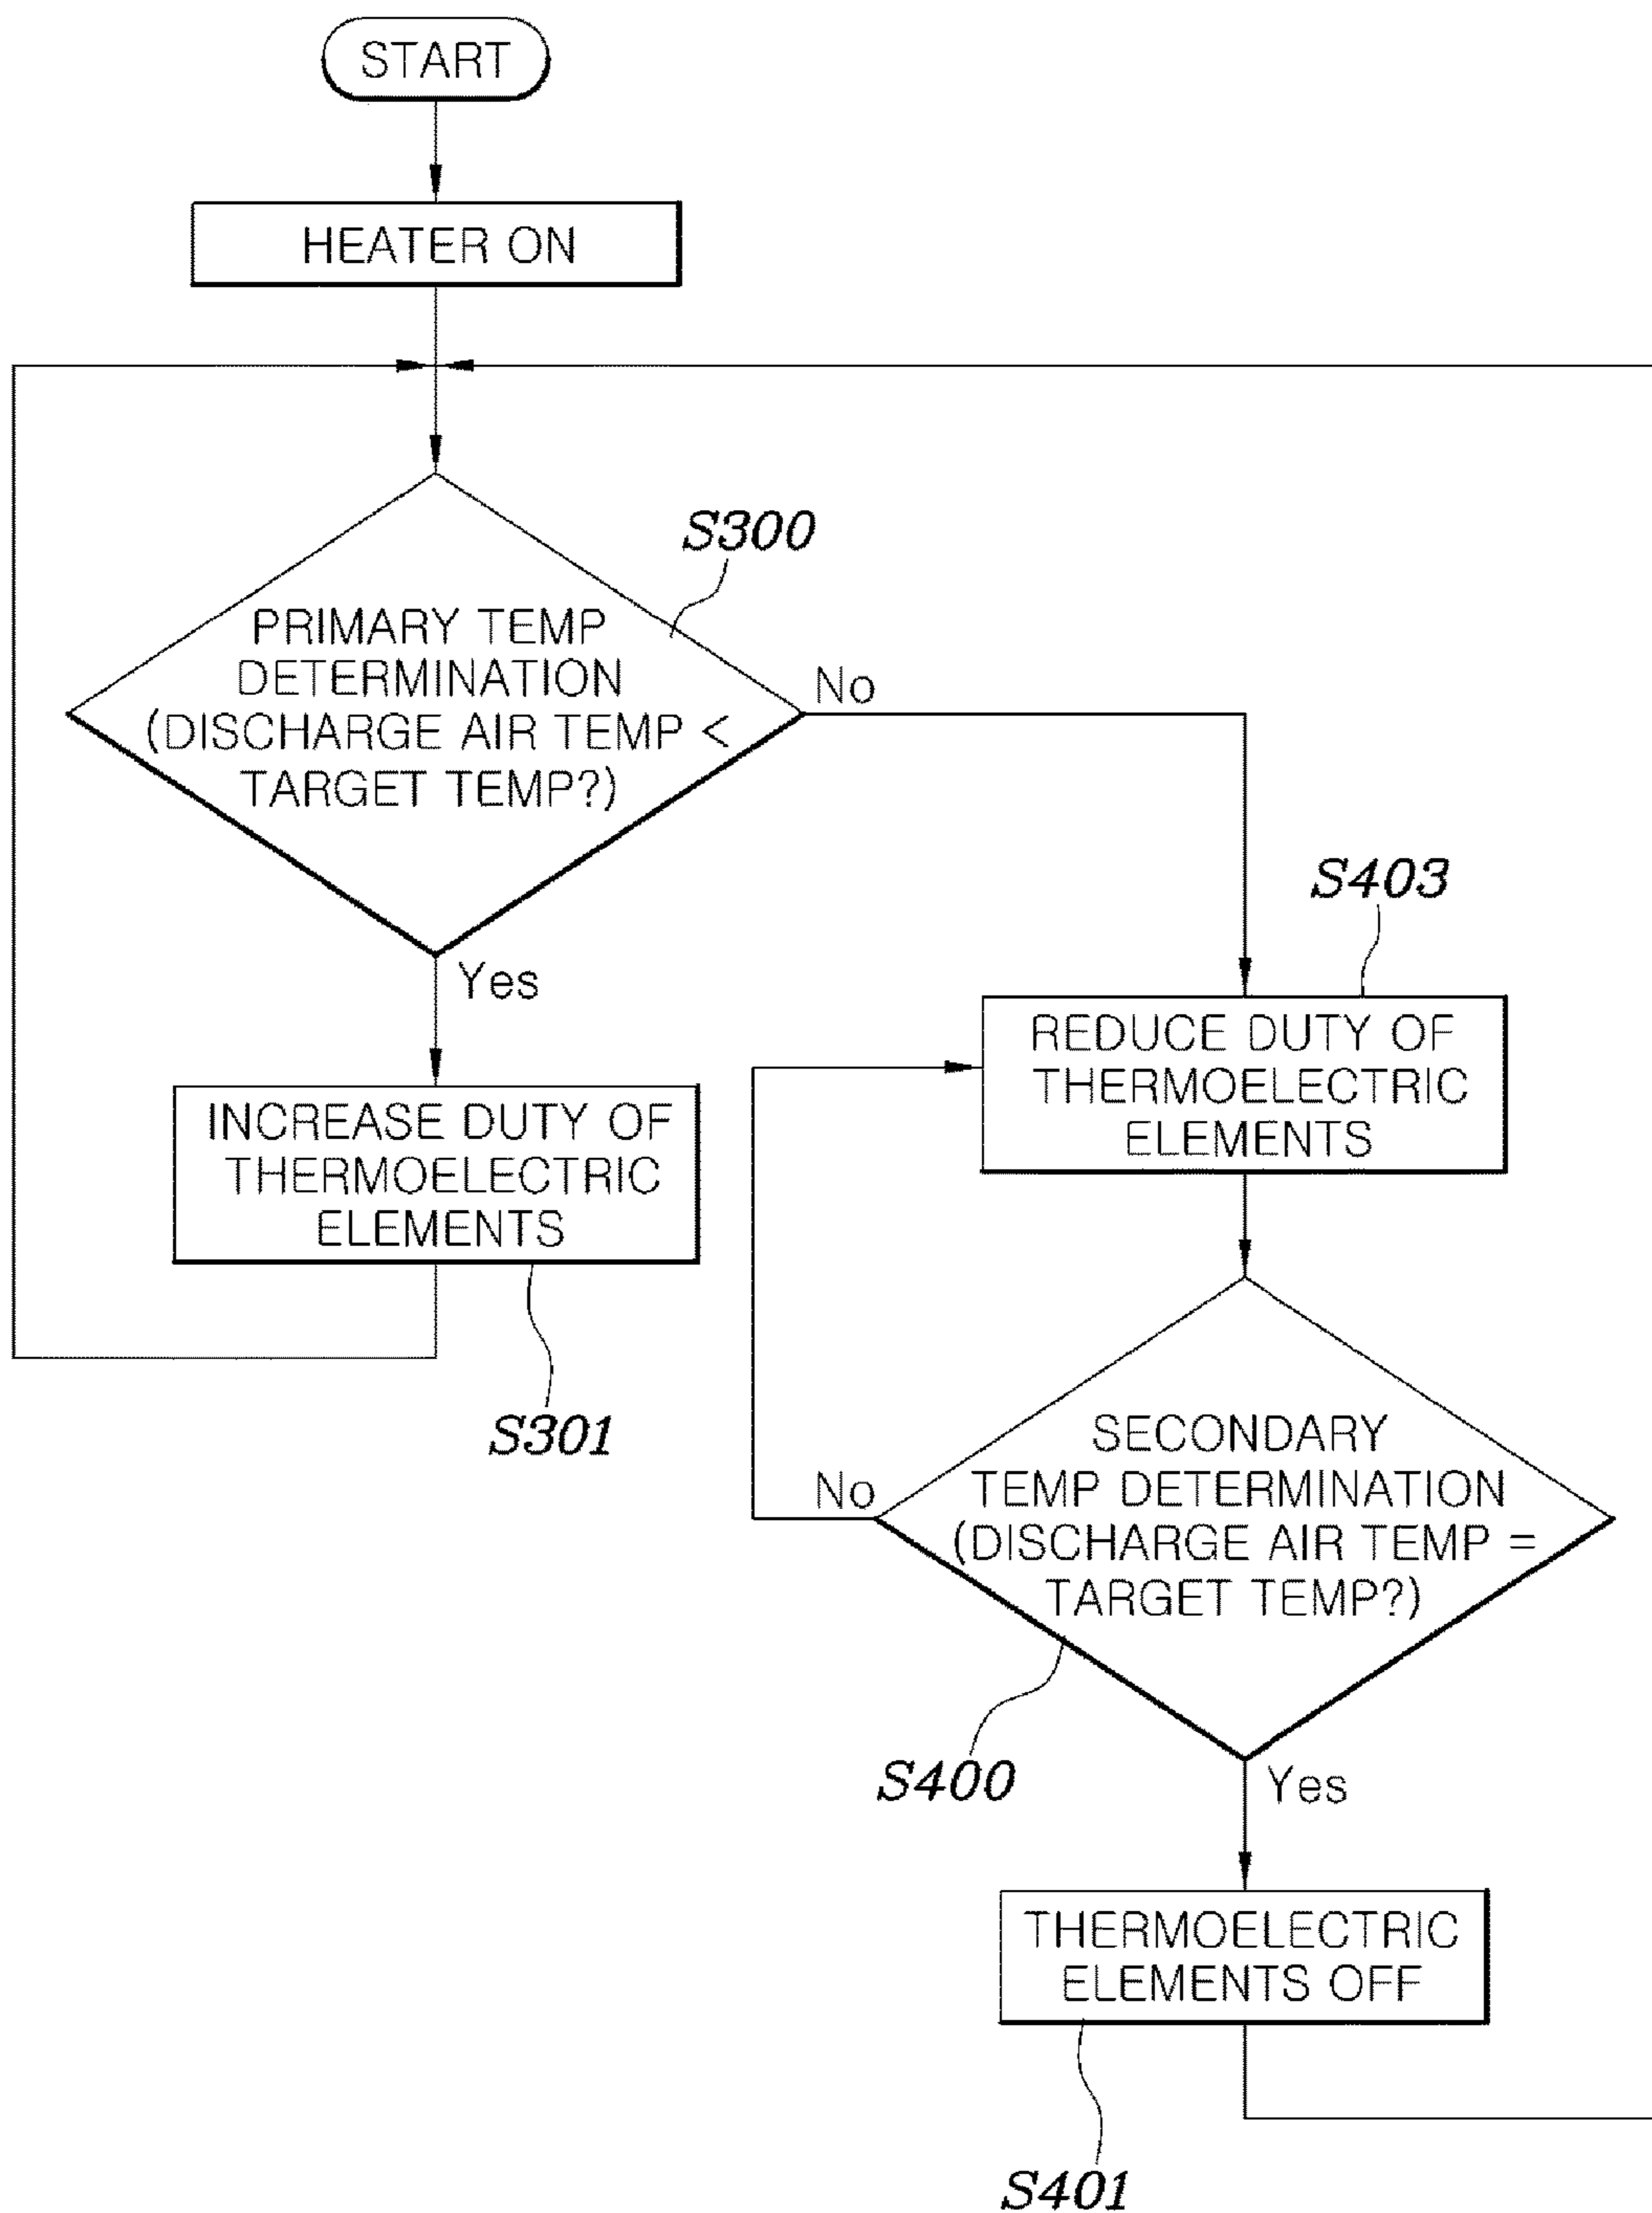 START
HEATER ON
S300
PRIMARY TEMP
DETERMINATION
(DISCHARGE AIR TEMP <
TARGET TEMP?)
No
Yes
S403
REDUCE DUTY OF
THERMOELECTRIC
ELEMENTS
INCREASE DUTY OF
THERMOELECTRIC
ELEMENTS
S301
SECONDARY
TEMP DETERMINATION
(DISCHARGE AIR TEMP =
TARGET TEMP?)
No
S400
Yes
THERMOELECTRIC
ELEMENTS OFF
S401